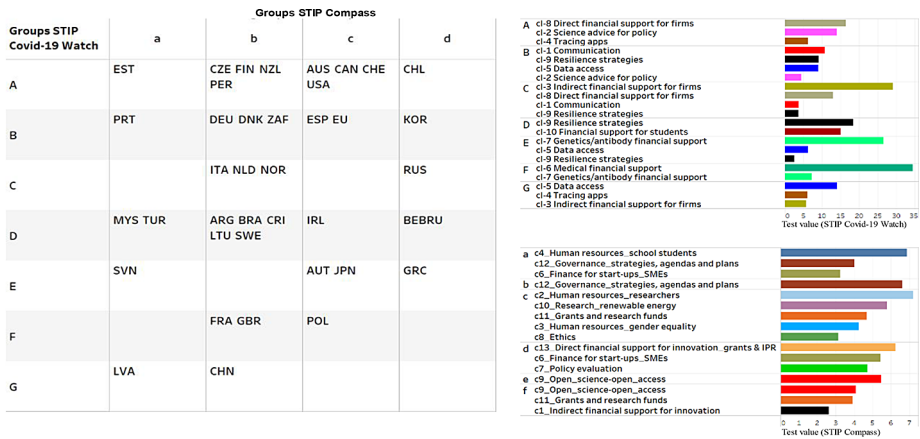 Groups STIP Compass
Groups STIP
Covid-19 Watch
a
b
c
d
A
EST
CZE FIN NZL
PER
AUS CAN CHE
USA
CHL
B
PRT
DEU DNK ZAF
ESP EU
KOR
C
ITA NLD NOR
RUS
D
MYS TUR
ARG BRA CRI
LTU SWE
IRL
BEBRU
E
SVN
AUT JPN
GRC
F
FRA GBR
POL
G
LVA
CHN
A cl-8 Direct financial support for firms
cl-2 Science advice for policy
cl-4 Tracing apps
B cl-1 Communication
cl-9 Resilience strategies
cl-5 Data access
cl-2 Science advice for policy
C cl-3 Indirect financial support for firms
cl-8 Direct financial support for firms
cl-1 Communication
cl-9 Resilience strategies
D cl-9 Resilience strategies
cl-10 Financial support for students
E cl-7 Genetics/antibody financial support
cl-5 Data access
cl-9 Resilience strategies
F cl-6 Medical financial support
cl-7 Genetics/antibody financial support
G cl-5 Data access
cl-4 Tracing apps
cl-3 Indirect financial support for firms
0 5 10 15 20 25 30 35
Test value (STIP Covid-19 Watch)
a c4_Human resources_school students
c12_Governance_strategies, agendas and plans
c6_Finance for start-ups_SMEs
b c12_Governance_strategies, agendas and plans
c c2_Human resources_researchers
c10_Research_renewable energy
c11_Grants and research funds
c3_Human resources_gender equality
c8_Ethics
d c13_Direct financial support for innovation_grants & IPR
c6_Finance for start-ups_SMEs
c7_Policy evaluation
e c9_Open_science-open_access
f c9_Open_science-open_access
c11_Grants and research funds
c1_Indirect financial support for innovation
0 1 2 3 4 5 6 7
Test value (STIP Compass)